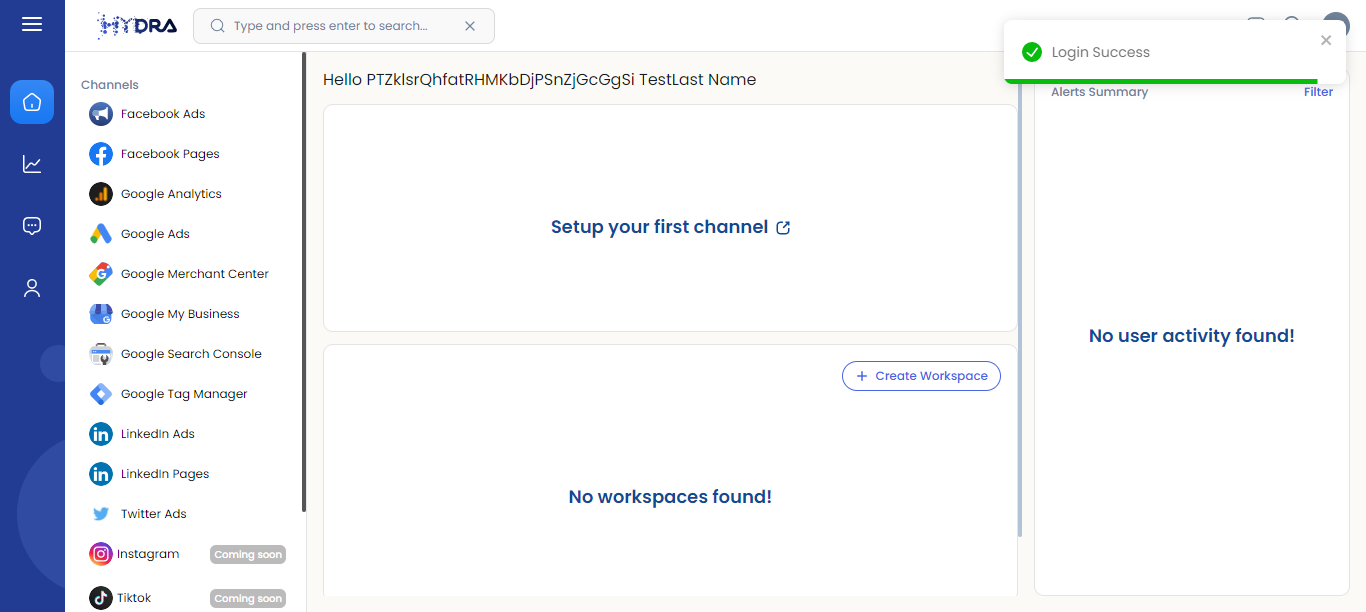 HYDRA
Type and press enter to search...
Login Success
Channels
Facebook Ads
Facebook Pages
Google Analytics
Google Ads
Google Merchant Center
Google My Business
Google Search Console
Google Tag Manager
LinkedIn Ads
LinkedIn Pages
Twitter Ads
Instagram Coming soon
Tiktok Coming soon
Hello PTZklsrQhfatRHMKbDjPSnZjGcGgSi TestLast Name
Setup your first channel
+ Create Workspace
No workspaces found!
Alerts Summary Filter
No user activity found!